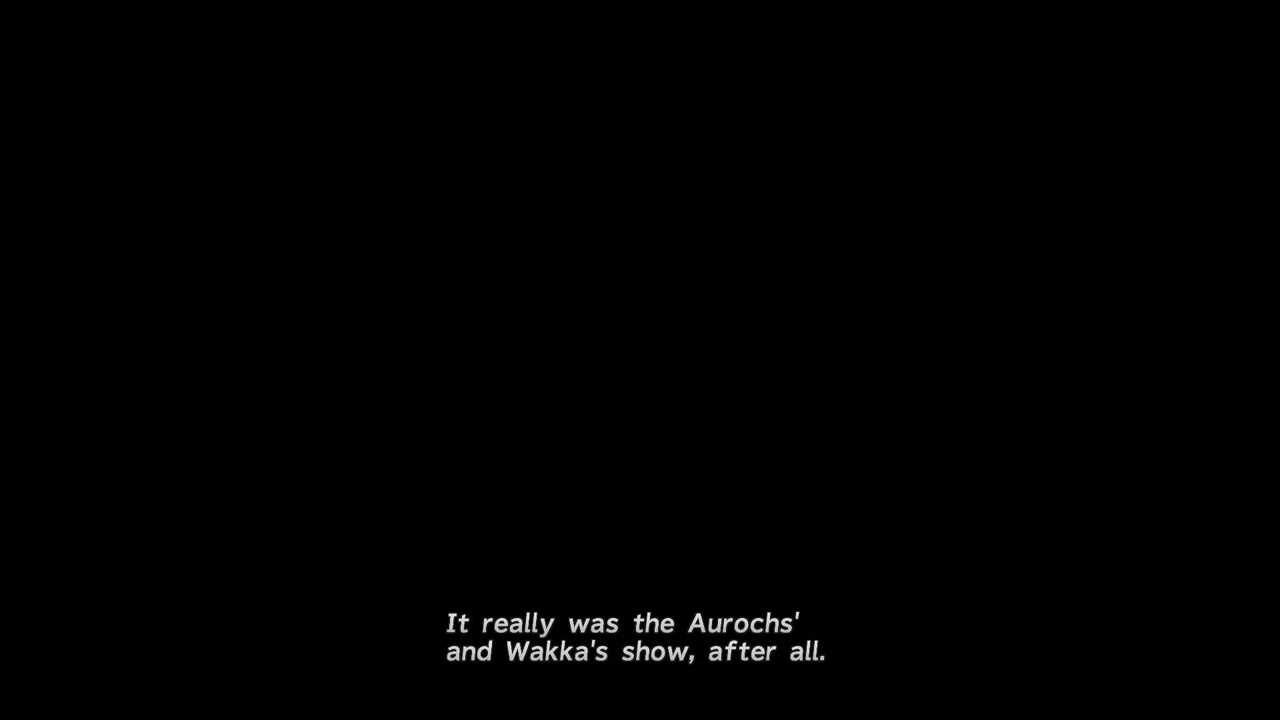 It really was the Aurochs'
and Wakka's show, after all.